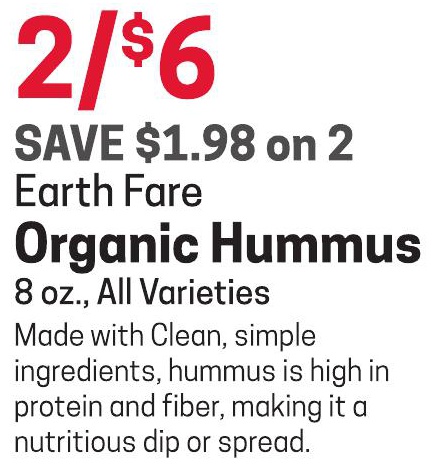 2/$6
SAVE $1.98 on 2
Earth Fare
Organic Hummus
8 oz., All Varieties
Made with Clean, simple
ingredients, hummus is high in
protein and fiber, making it a
nutritious dip or spread.